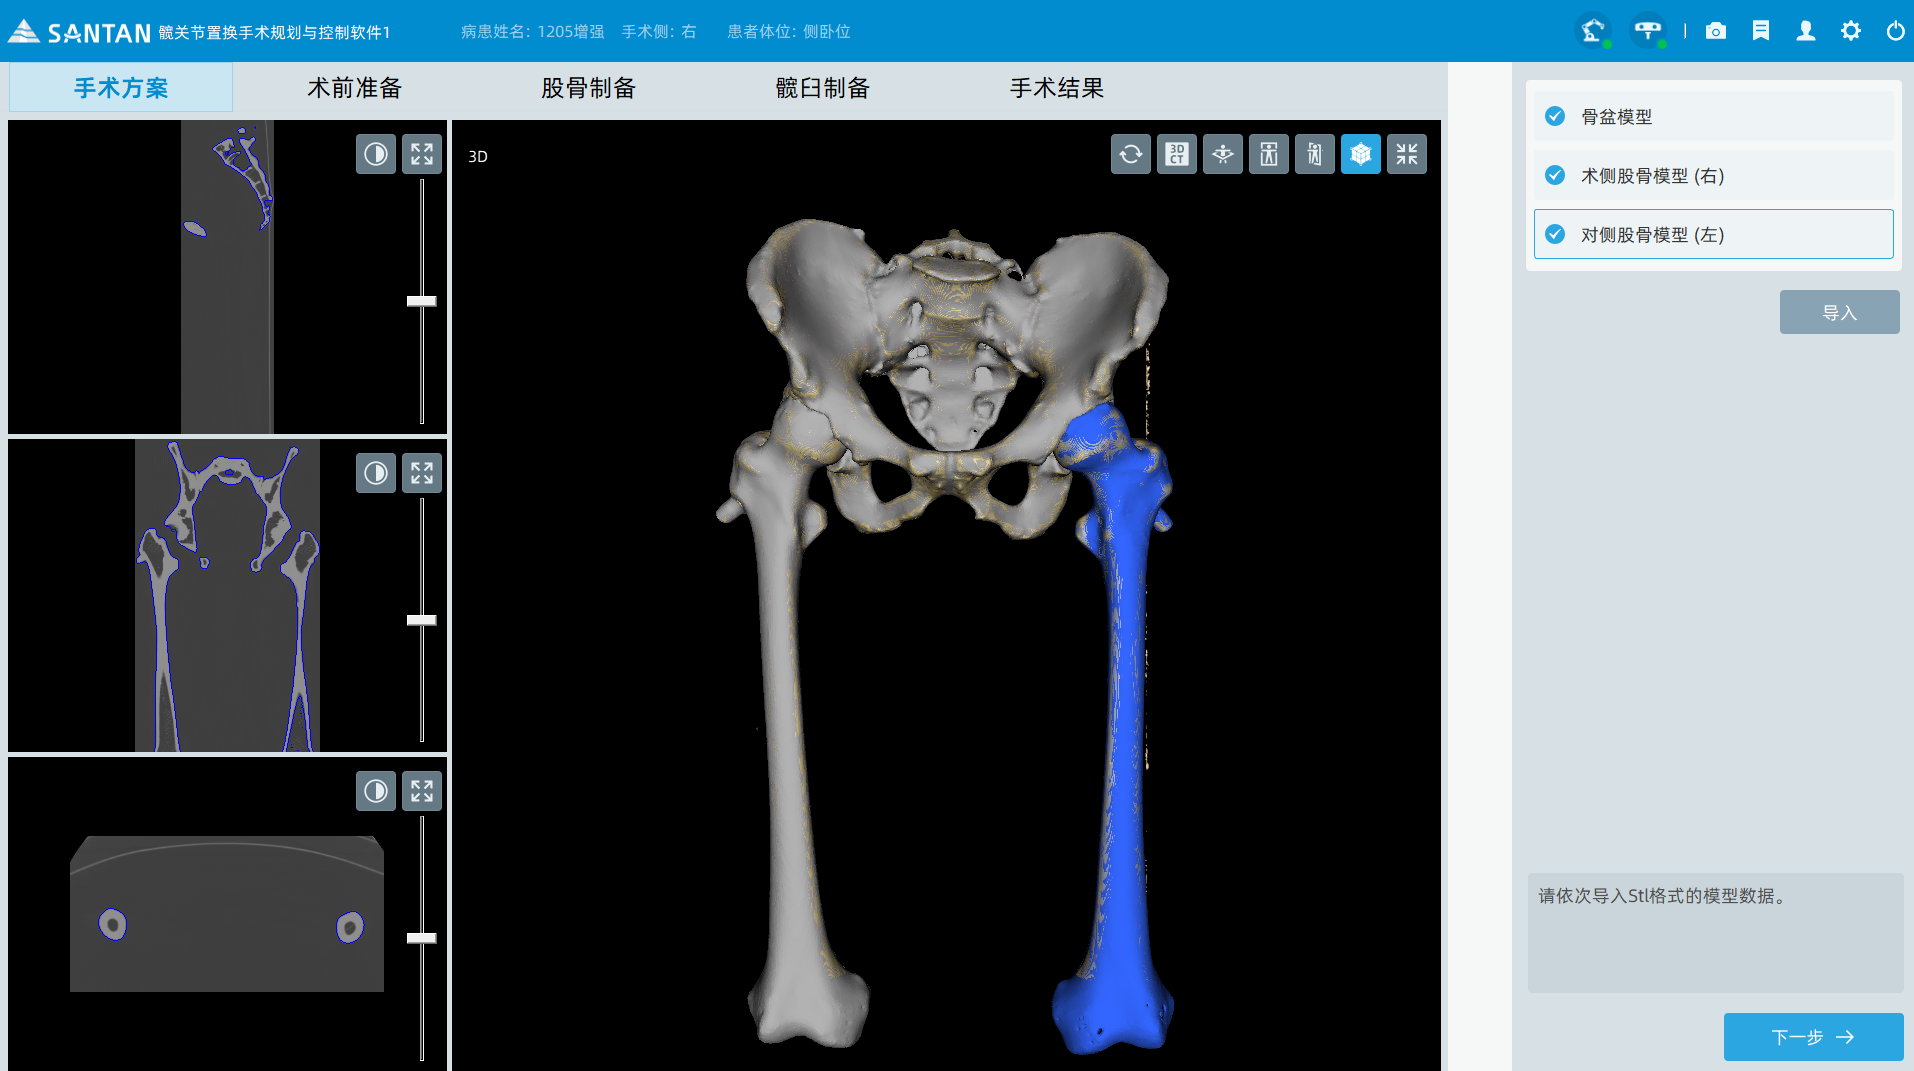 SANTAN 髋关节置换手术规划与控制软件1 病患姓名: 1205增强 手术侧: 右 患者体位: 侧卧位
手术方案 术前准备 股骨制备 髋臼制备 手术结果
3D
3D
CT
骨盆模型
术侧股骨模型 (右)
对侧股骨模型 (左)
导入
请依次导入Stl格式的模型数据。
下一步